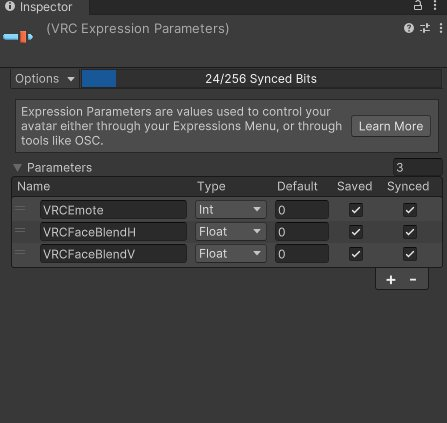 Inspector
(VRC Expression Parameters)
Options 24/256 Synced Bits
Expression Parameters are values used to control your
avatar either through your Expressions Menu, or through
tools like OSC.
Learn More
Parameters 3
Name Type Default Saved Synced
VRCEmote Int 0
VRCFaceBlendH Float 0
VRCFaceBlendV Float 0
+ -